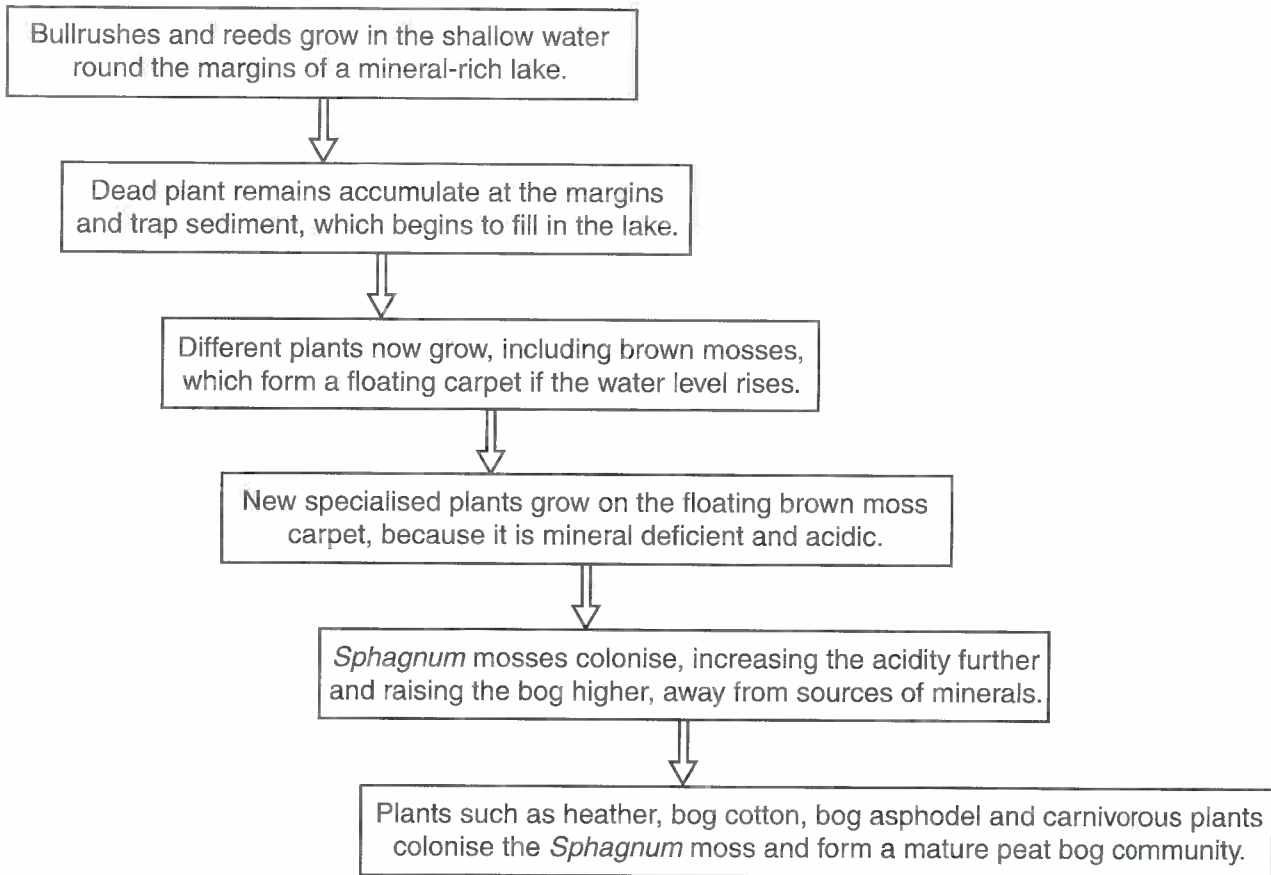 Bullrushes and reeds grow in the shallow water
round the margins of a mineral-rich lake.
Dead plant remains accumulate at the margins
and trap sediment, which begins to fill in the lake.
Different plants now grow, including brown mosses,
which form a floating carpet if the water level rises.
New specialised plants grow on the floating brown moss
carpet, because it is mineral deficient and acidic.
Sphagnum mosses colonise, increasing the acidity further
and raising the bog higher, away from sources of minerals.
Plants such as heather, bog cotton, bog asphodel and carnivorous plants
colonise the Sphagnum moss and form a mature peat bog community.